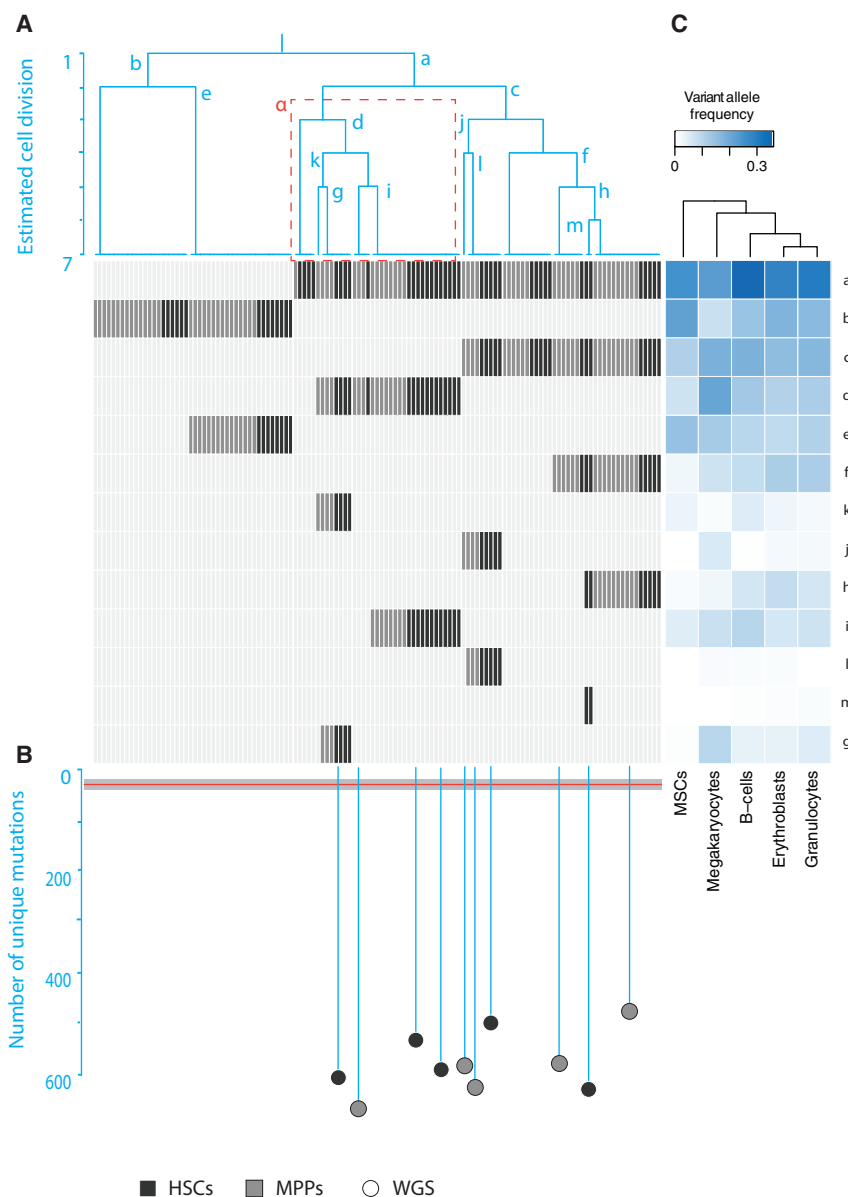 A
C
Estimated cell division
1
7
b
a
e
c
α
d
j
k
l
f
g
i
h
m
Variant allele
frequency
0
0.3
a
b
c
d
e
f
k
j
h
i
l
m
g
B
Number of unique mutations
0
200
400
600
MSCs
Megakaryocytes
B-cells
Erythroblasts
Granulocytes
HSCs
MPPs
WGS